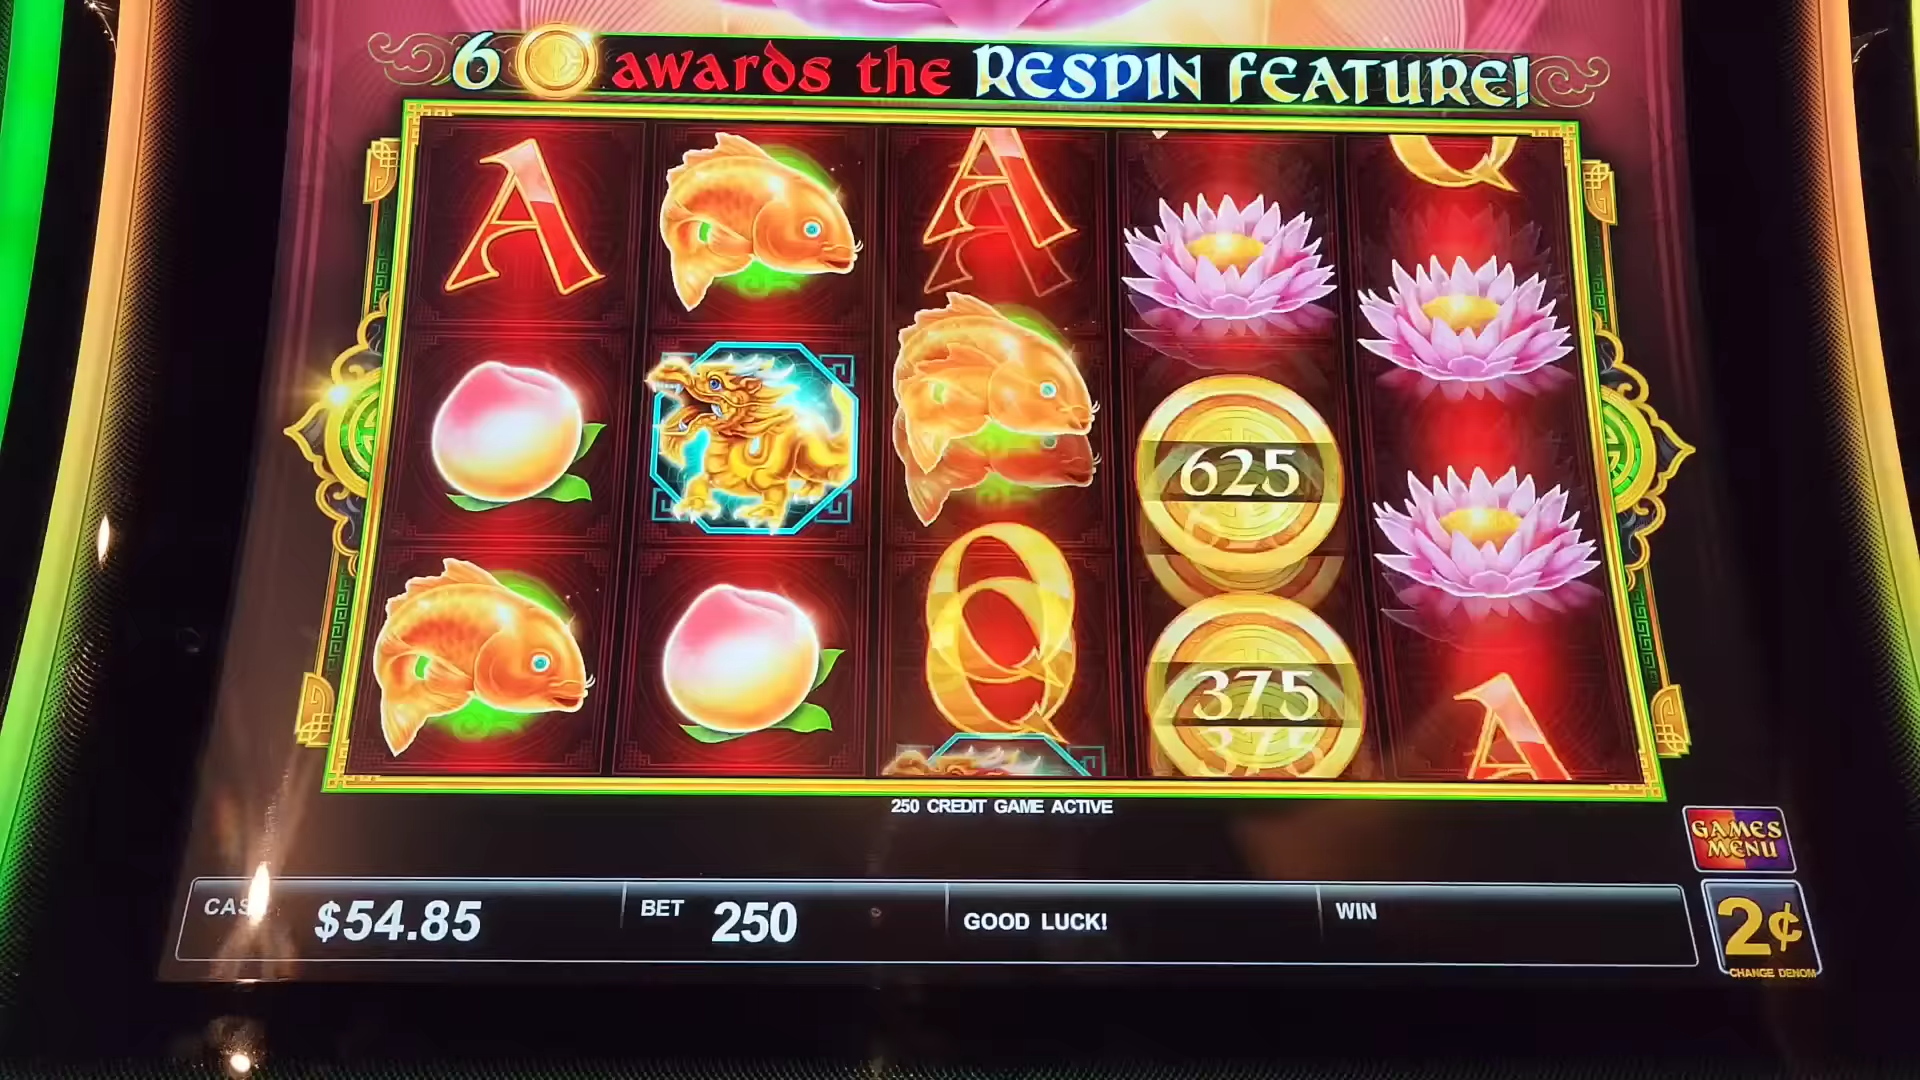 6 awards the RESPIN FEATURE!
A A Q
625
Q 375 A
250 CREDIT GAME ACTIVE
GAMES
MENU
CAS $54.85 BET 250 GOOD LUCK! WIN
2¢
CHANGE DENOM